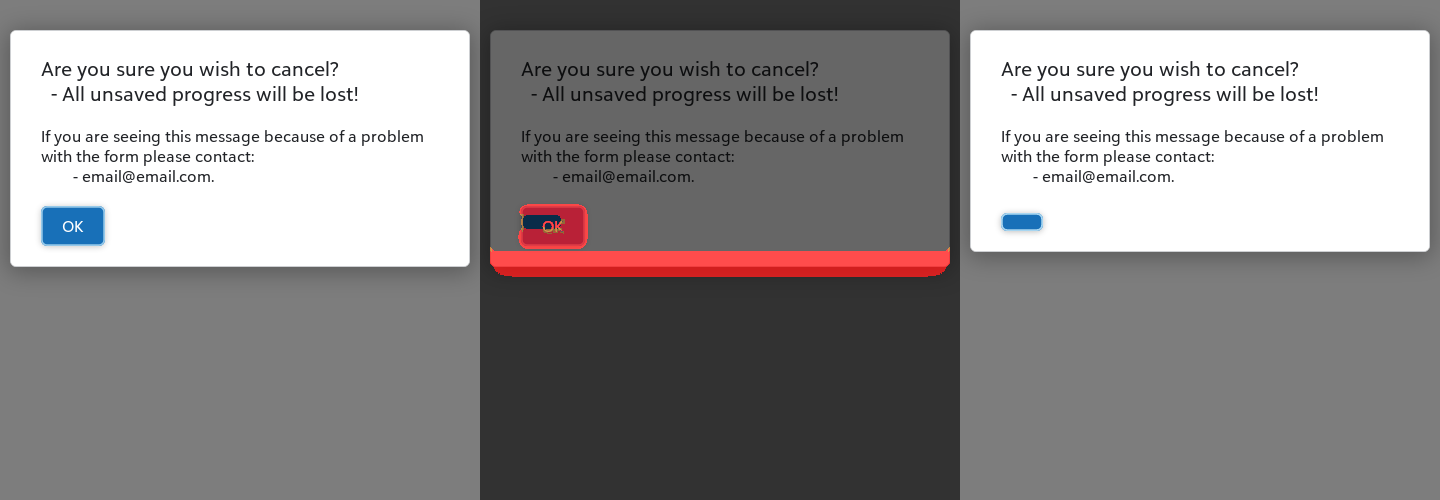 Are you sure you wish to cancel?
- All unsaved progress will be lost!
If you are seeing this message because of a problem
with the form please contact:
- email@email.com.
OK
Are you sure you wish to cancel?
- All unsaved progress will be lost!
If you are seeing this message because of a problem
with the form please contact:
- email@email.com.
OK
Are you sure you wish to cancel?
- All unsaved progress will be lost!
If you are seeing this message because of a problem
with the form please contact:
- email@email.com.